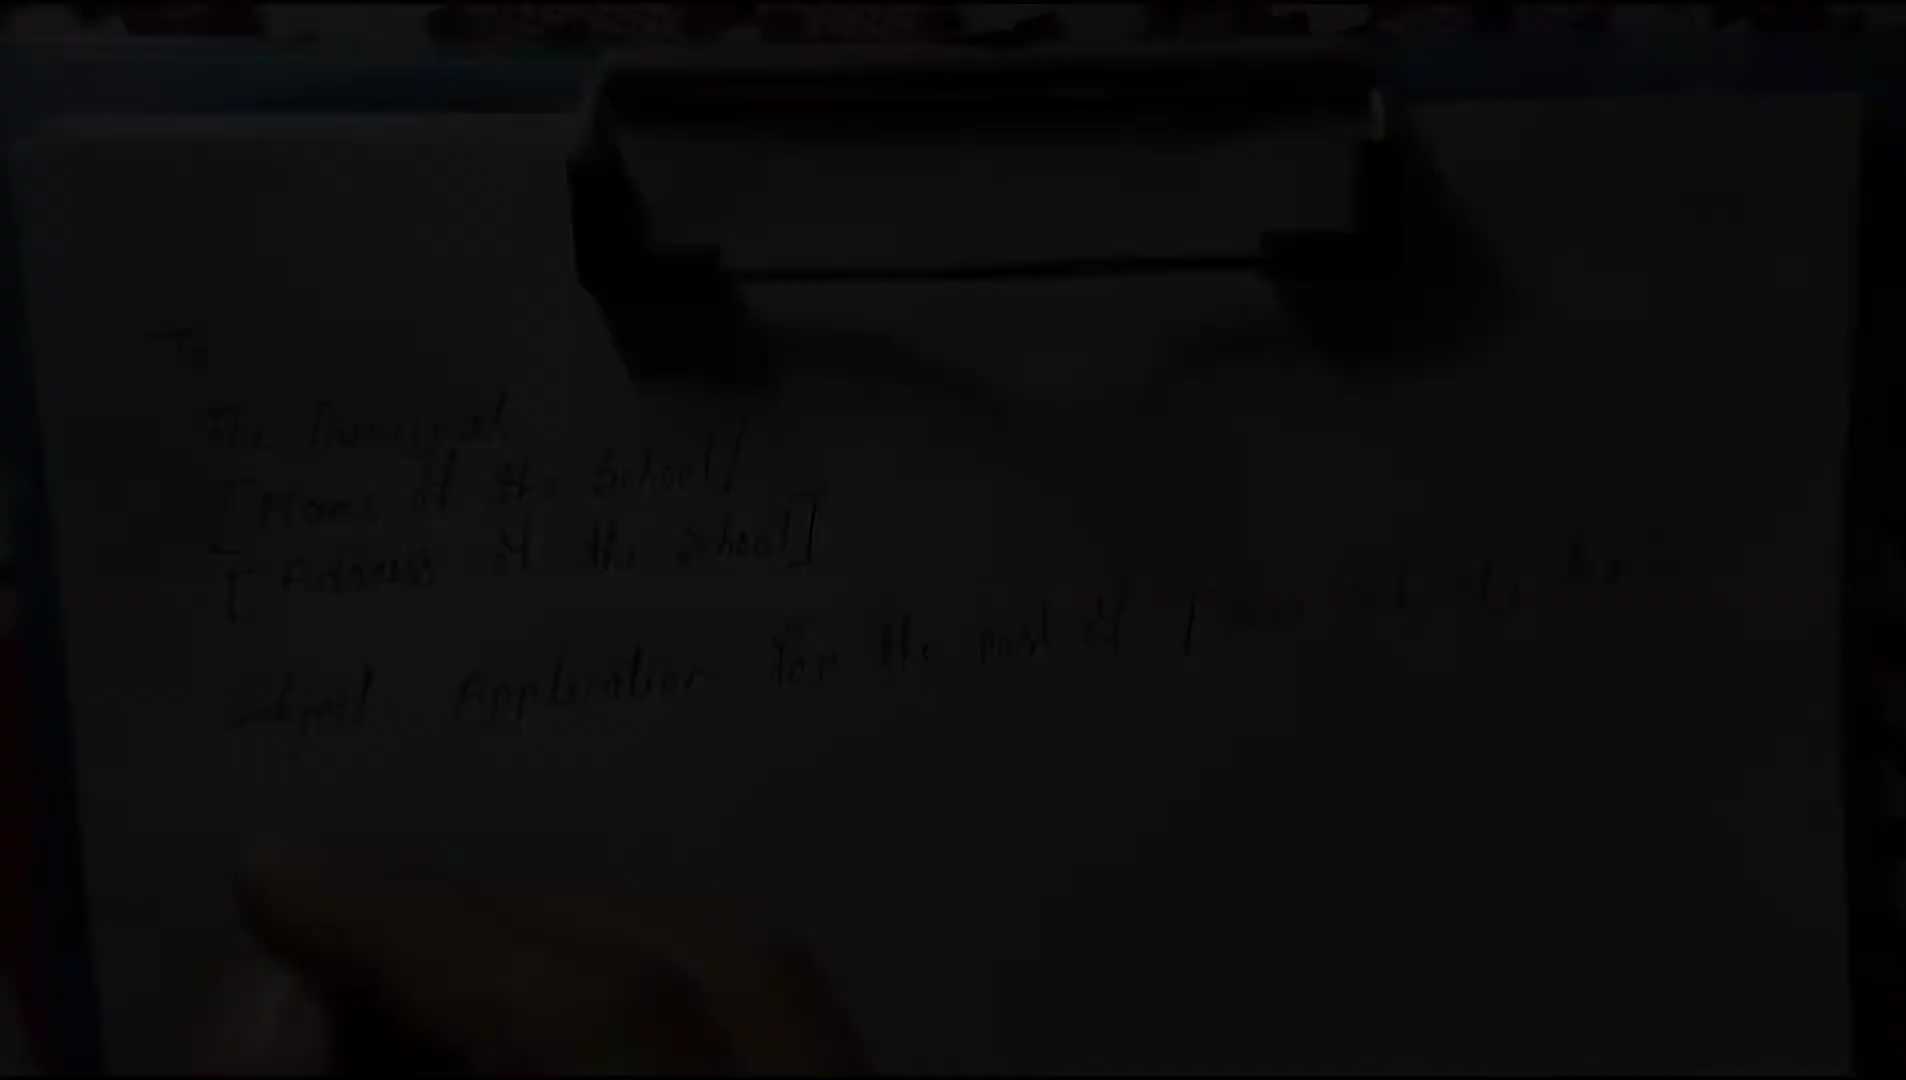 To
The Principal
[Name of the School]
[Address of the School]
Subject- Application for the post of [